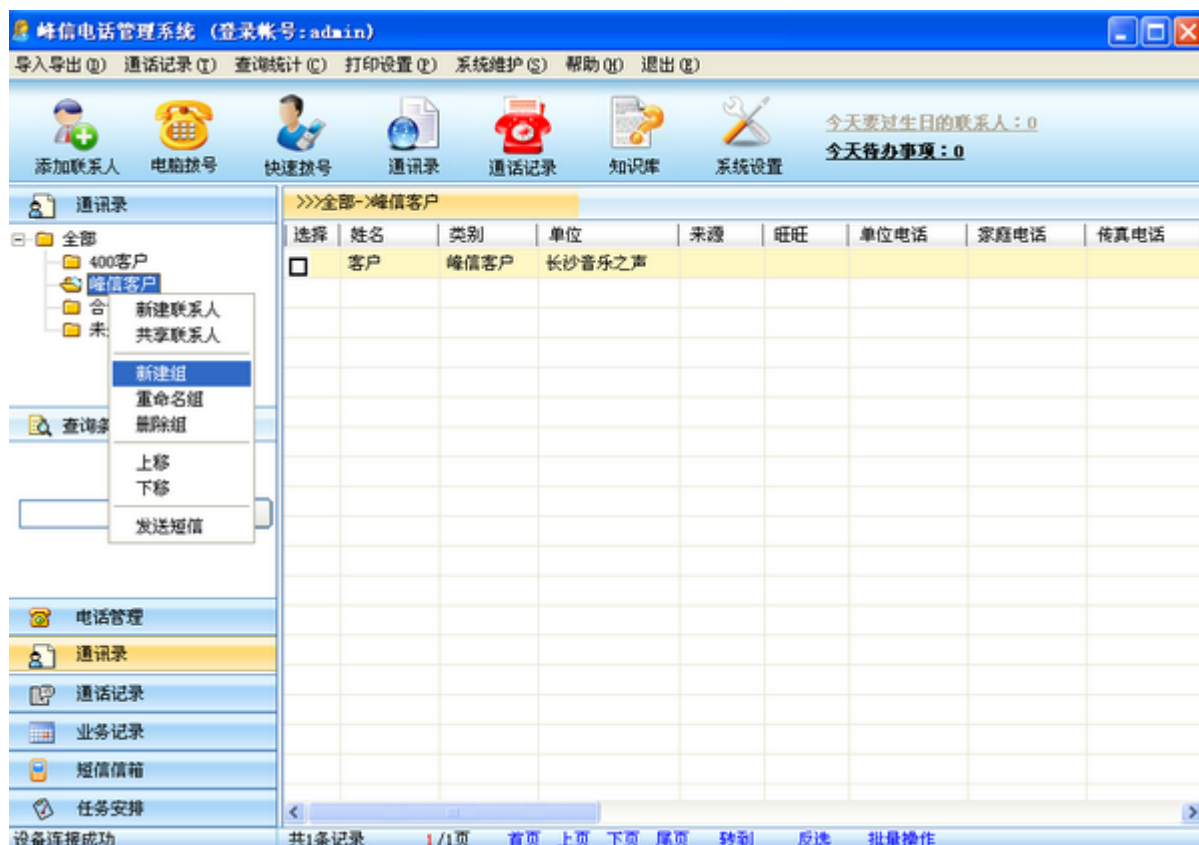 峰信电话管理系统 (登录帐号:admin)
导入导出(D) 通话记录(T) 查询统计(C) 打印设置(P) 系统维护(S) 帮助(H) 退出(E)
添加联系人 电脑拨号 快速拨号 通讯录 通话记录 知识库 系统设置
今天要过生日的联系人：0
今天待办事项：0
通讯录
>>>全部->峰信客户
全部
400客户
峰信客户
合
未
新建联系人
共享联系人
新建组
重命名组
删除组
上移
下移
发送短信
查询条
选择 姓名 类别 单位 来源 旺旺 单位电话 家庭电话 传真电话
客户 峰信客户 长沙音乐之声
电话管理
通讯录
通话记录
业务记录
短信信箱
任务安排
设备连接成功 共1条记录 1/1页 首页 上页 下页 尾页 转到 反选 批量操作